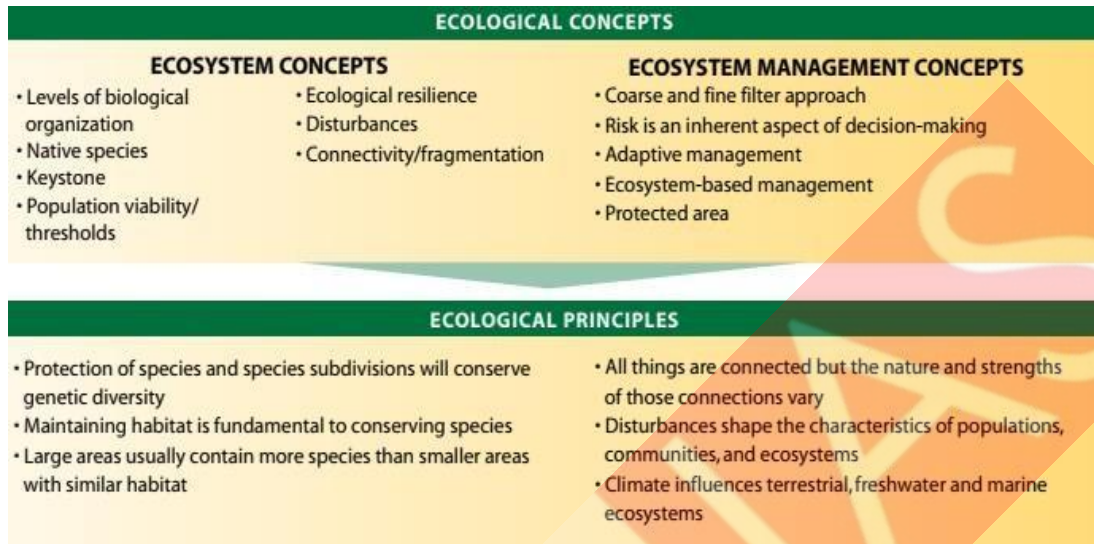 ECOLOGICAL CONCEPTS
ECOSYSTEM CONCEPTS
• Levels of biological
organization
• Native species
• Keystone
• Population viability/
thresholds
• Ecological resilience
• Disturbances
• Connectivity/fragmentation
ECOSYSTEM MANAGEMENT CONCEPTS
• Coarse and fine filter approach
• Risk is an inherent aspect of decision-making
• Adaptive management
• Ecosystem-based management
• Protected area
ECOLOGICAL PRINCIPLES
• Protection of species and species subdivisions will conserve
genetic diversity
• Maintaining habitat is fundamental to conserving species
• Large areas usually contain more species than smaller areas
with similar habitat
• All things are connected but the nature and strengths
of those connections vary
• Disturbances shape the characteristics of populations,
communities, and ecosystems
• Climate influences terrestrial, freshwater and marine
ecosystems